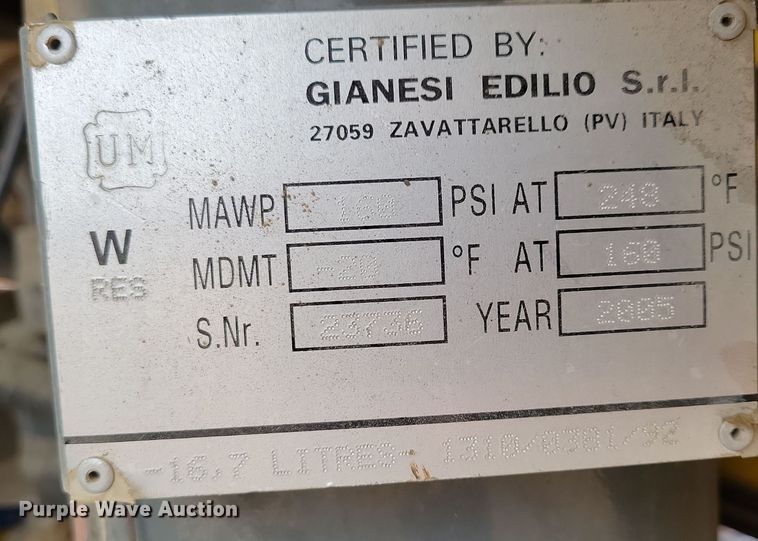 CERTIFIED BY:
GIANESI EDILIO S.r.l.
27059 ZAVATTARELLO (PV) ITALY
UM
W
RES
MAWP 160 PSI AT 248 °F
MDMT -20 °F AT 160 PSI
S.Nr. 23736 YEAR 2005
-16,7 LITRES- 1310/0381/92
Purple Wave Auction